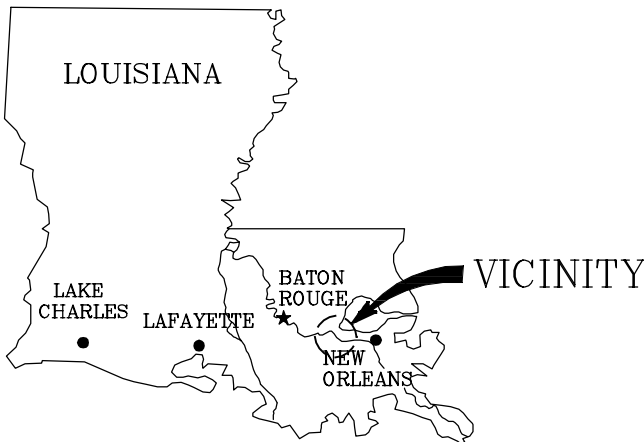 LOUISIANA
VICINITY
BATON
ROUGE
LAKE
CHARLES
LAFAYETTE
NEW
ORLEANS